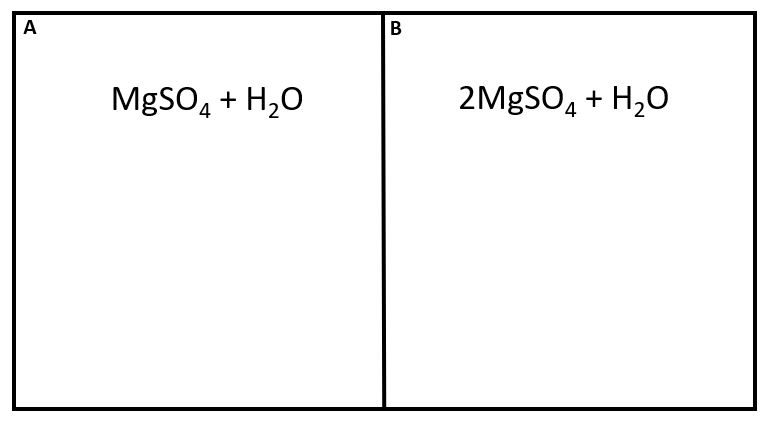 A
MgSO₄ + H₂O
B
2MgSO₄ + H₂O